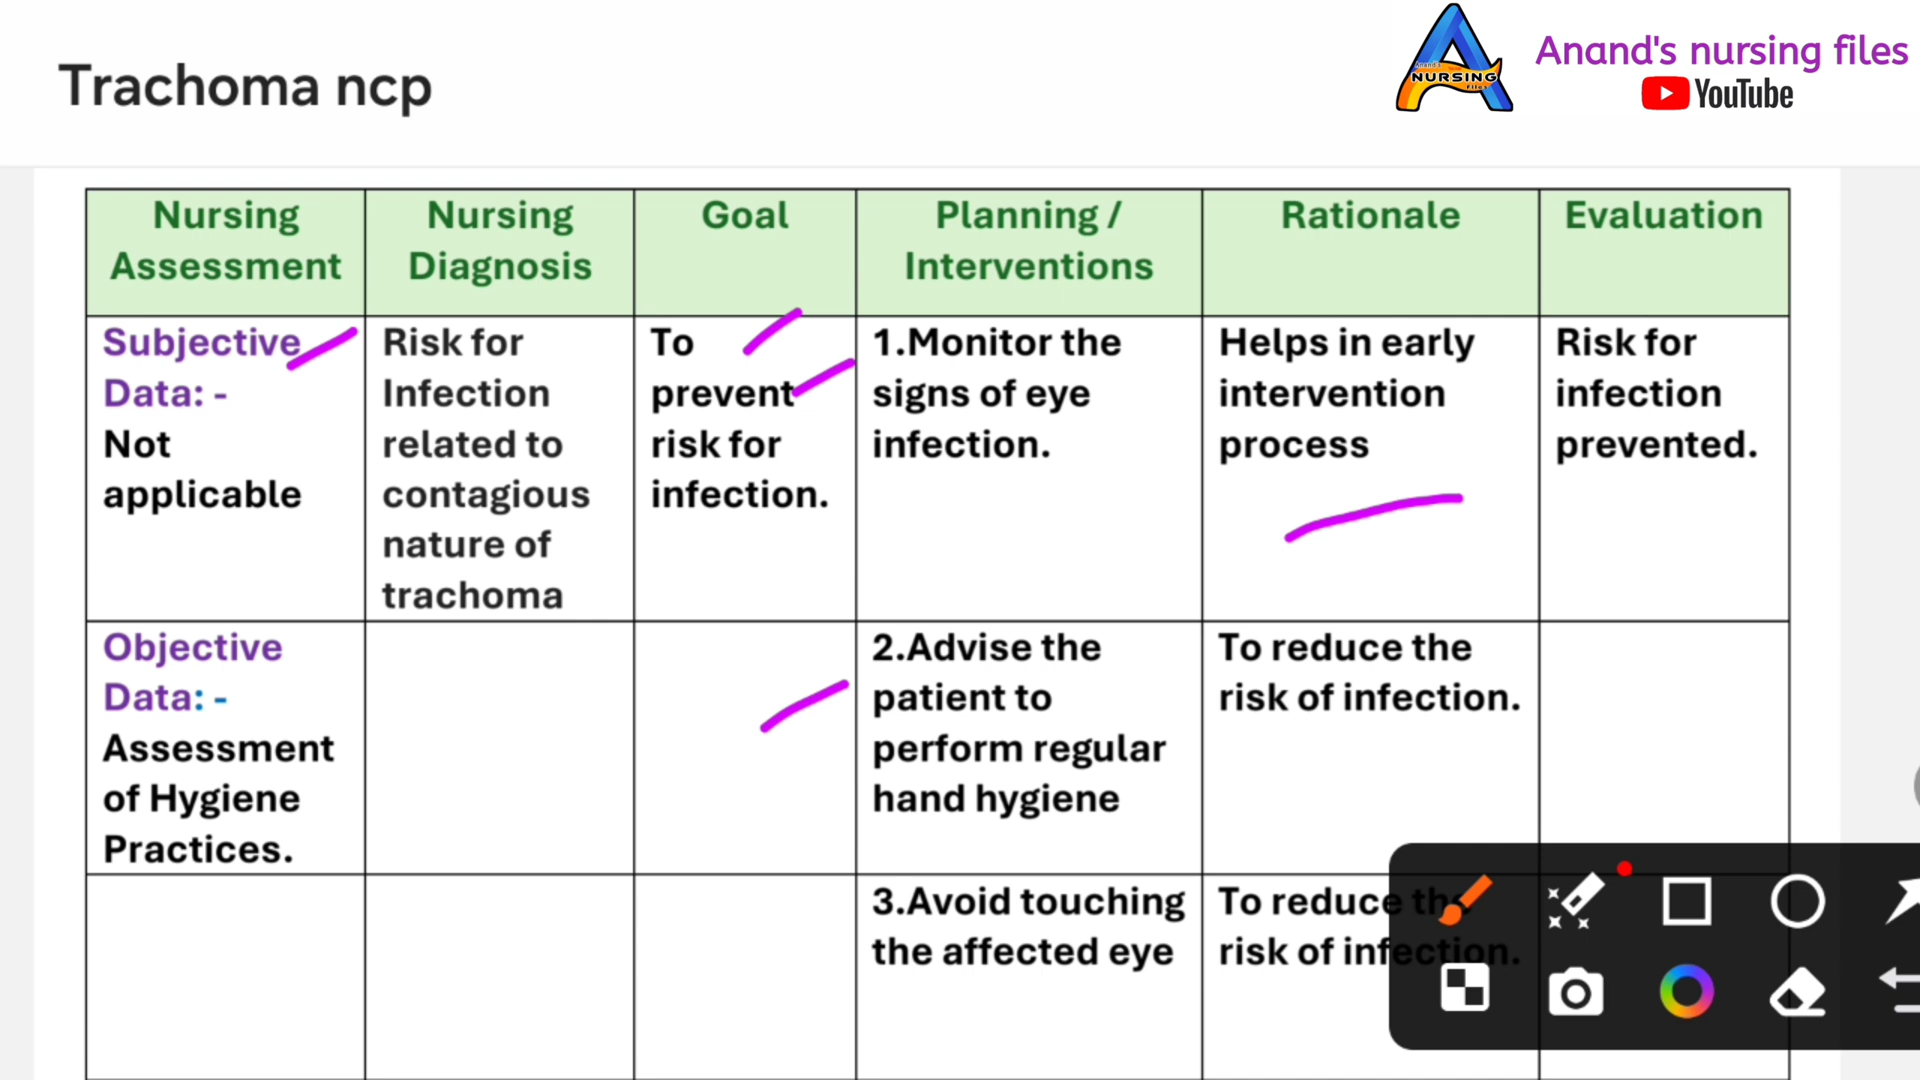 Trachoma ncp
NURSING
Anand's nursing files
YouTube
Nursing
Assessment
Nursing
Diagnosis
Goal
Planning /
Interventions
Rationale
Evaluation
Subjective
Data: -
Not
applicable
Risk for
Infection
related to
contagious
nature of
trachoma
To
prevent
risk for
infection.
1.Monitor the
signs of eye
infection.
Helps in early
intervention
process
Risk for
infection
prevented.
Objective
Data: -
Assessment
of Hygiene
Practices.
2.Advise the
patient to
perform regular
hand hygiene
To reduce the
risk of infection.
3.Avoid touching
the affected eye
To reduce the
risk of infection.